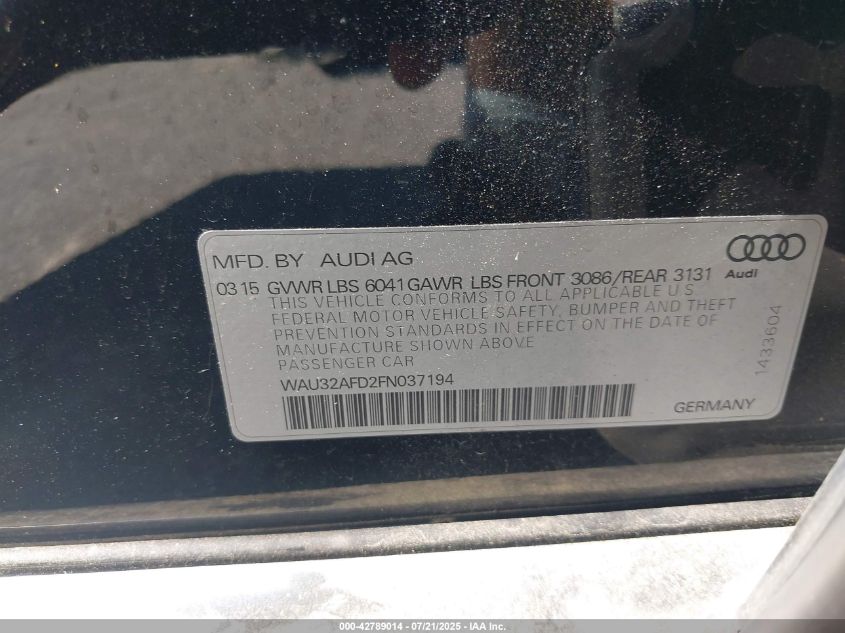 MFD. BY AUDI AG
Audi
03 15 GVWR LBS 6041 GAWR LBS FRONT 3086/REAR 3131
THIS VEHICLE CONFORMS TO ALL APPLICABLE U.S.
FEDERAL MOTOR VEHICLE SAFETY, BUMPER AND THEFT
PREVENTION STANDARDS IN EFFECT ON THE DATE OF
MANUFACTURE SHOWN ABOVE
PASSENGER CAR
WAU32AFD2FN037194
GERMANY
1433604
000-42789014 - 07/21/2025 - IAA Inc.